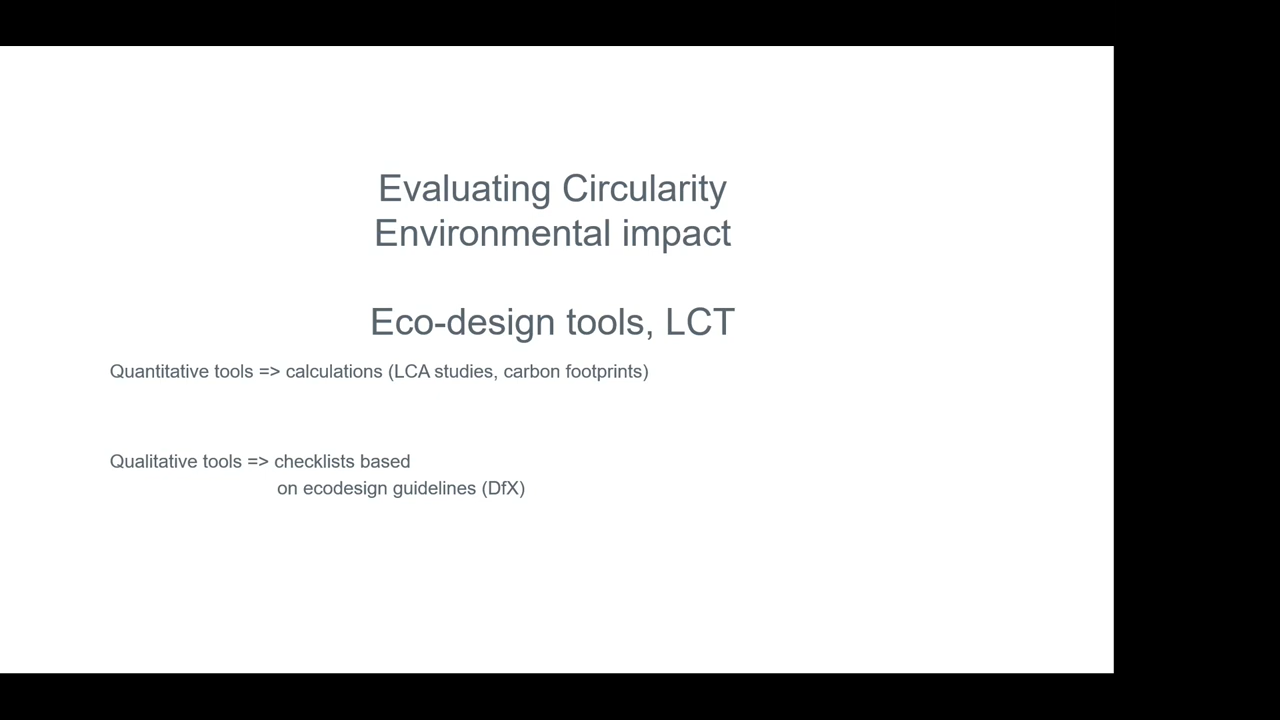 Evaluating Circularity
Environmental impact
Eco-design tools, LCT
Quantitative tools => calculations (LCA studies, carbon footprints)
Qualitative tools => checklists based
on ecodesign guidelines (DfX)